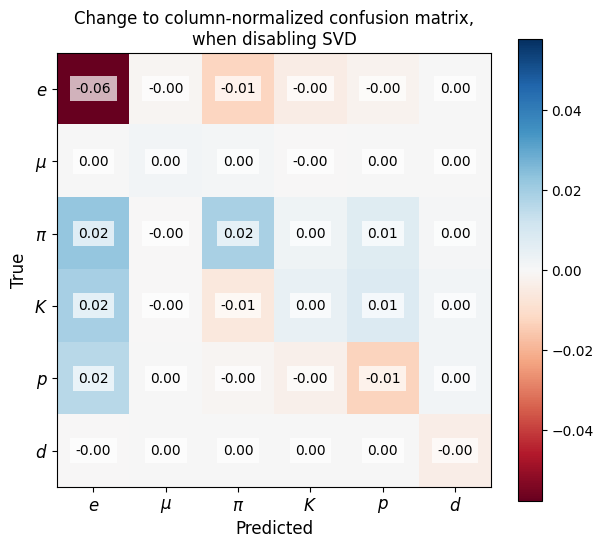 Change to column-normalized confusion matrix,
when disabling SVD
e -0.06 -0.00 -0.01 -0.00 -0.00 0.00
μ 0.00 0.00 0.00 -0.00 0.00 0.00
π 0.02 -0.00 0.02 0.00 0.01 0.00
K 0.02 -0.00 -0.01 0.00 0.01 0.00
p 0.02 0.00 -0.00 -0.00 -0.01 0.00
d -0.00 0.00 0.00 0.00 0.00 -0.00
e μ π K p d
Predicted
True
0.04
0.02
0.00
−0.02
−0.04